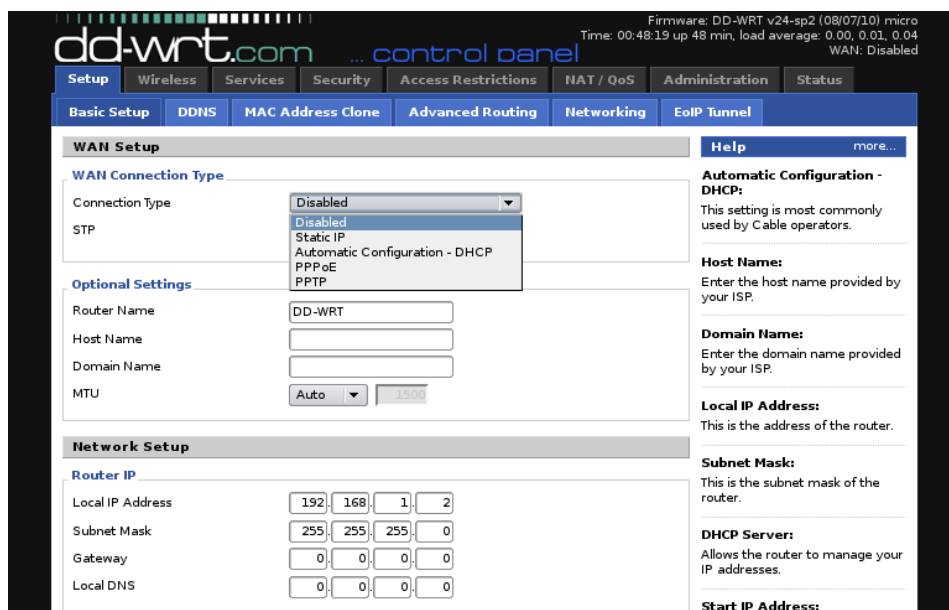 Firmware: DD-WRT v24-sp2 (08/07/10) micro
Time: 00:48:19 up 48 min, load average: 0.00, 0.01, 0.04
WAN: Disabled
dd-wrt.com ... control panel
Setup Wireless Services Security Access Restrictions NAT / QoS Administration Status
Basic Setup DDNS MAC Address Clone Advanced Routing Networking EoIP Tunnel
WAN Setup
WAN Connection Type
Connection Type Disabled
STP
Disabled
Static IP
Automatic Configuration - DHCP
PPPoE
PPTP
Optional Settings
Router Name DD-WRT
Host Name
Domain Name
MTU Auto 1500
Network Setup
Router IP
Local IP Address 192. 168. 1. 2
Subnet Mask 255. 255. 255. 0
Gateway 0. 0. 0. 0
Local DNS 0. 0. 0. 0
Help more...
Automatic Configuration -
DHCP:
This setting is most commonly
used by Cable operators.
Host Name:
Enter the host name provided by
your ISP.
Domain Name:
Enter the domain name provided
by your ISP.
Local IP Address:
This is the address of the router.
Subnet Mask:
This is the subnet mask of the
router.
DHCP Server:
Allows the router to manage your
IP addresses.
Start IP Address: